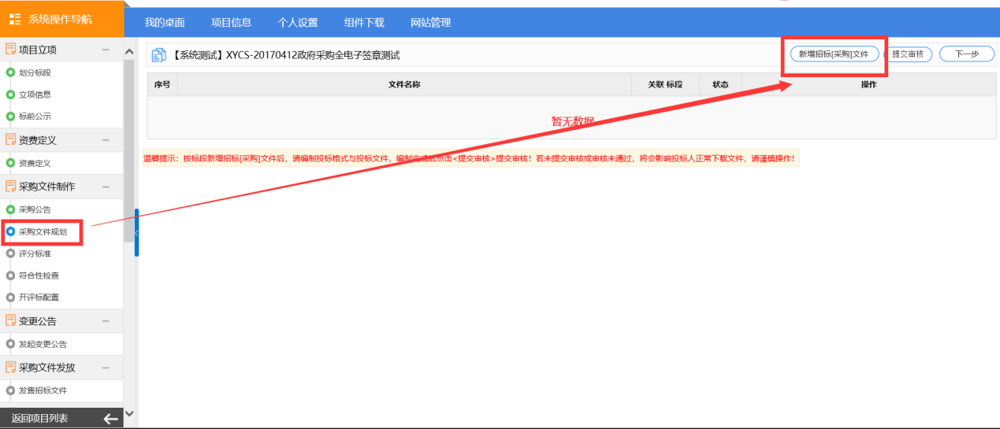 系统操作导航
我的桌面 项目信息 个人设置 组件下载 网站管理
项目立项
划分标段
立项信息
标前公示
资费定义
资费定义
采购文件制作
采购公告
采购文件规划
评分标准
符合性检查
开评标配置
变更公告
发起变更公告
采购文件发放
发售招标文件
返回项目列表
【系统测试】XYCS-20170412政府采购全电子签章测试
新增招标[采购]文件 提交审核 下一步
序号 文件名称 关联 标段 状态 操作
暂无数据
温馨提示：按标段新增招标[采购]文件后，请编制投标格式与投标文件，编制完成后点击<提交审核>提交审核！若未提交审核或审核未通过，将会影响投标人正常下载文件，请谨慎操作！